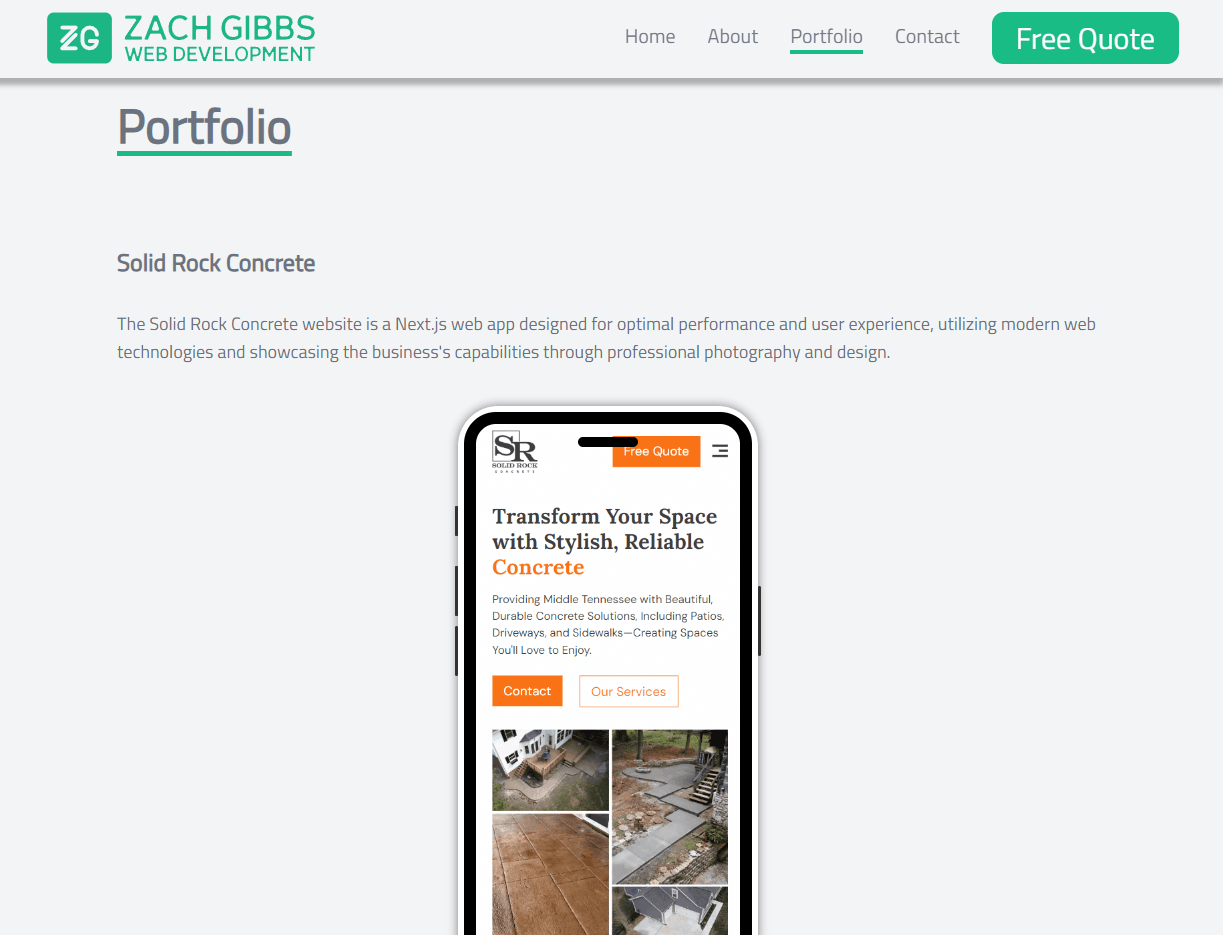 ZG ZACH GIBBS
WEB DEVELOPMENT
Home About Portfolio Contact Free Quote
Portfolio
Solid Rock Concrete
The Solid Rock Concrete website is a Next.js web app designed for optimal performance and user experience, utilizing modern web
technologies and showcasing the business's capabilities through professional photography and design.
SR
SOLID ROCK
CONCRETE
Free Quote
Transform Your Space
with Stylish, Reliable
Concrete
Providing Middle Tennessee with Beautiful,
Durable Concrete Solutions, Including Patios,
Driveways, and Sidewalks—Creating Spaces
You'll Love to Enjoy.
Contact Our Services